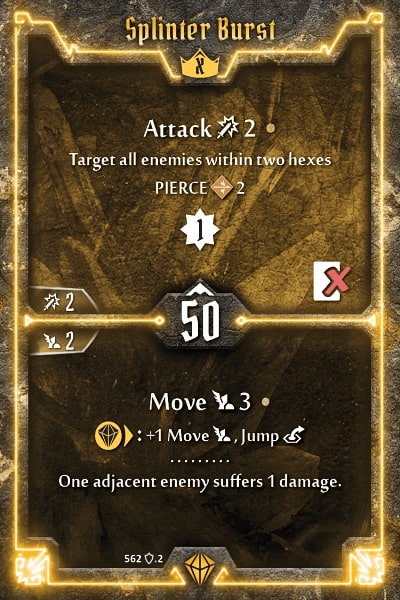 Splinter Burst
X
Attack 2
Target all enemies within two hexes
PIERCE 2
1
2
50
2
Move 3
: +1 Move , Jump
.........
One adjacent enemy suffers 1 damage.
562 .2